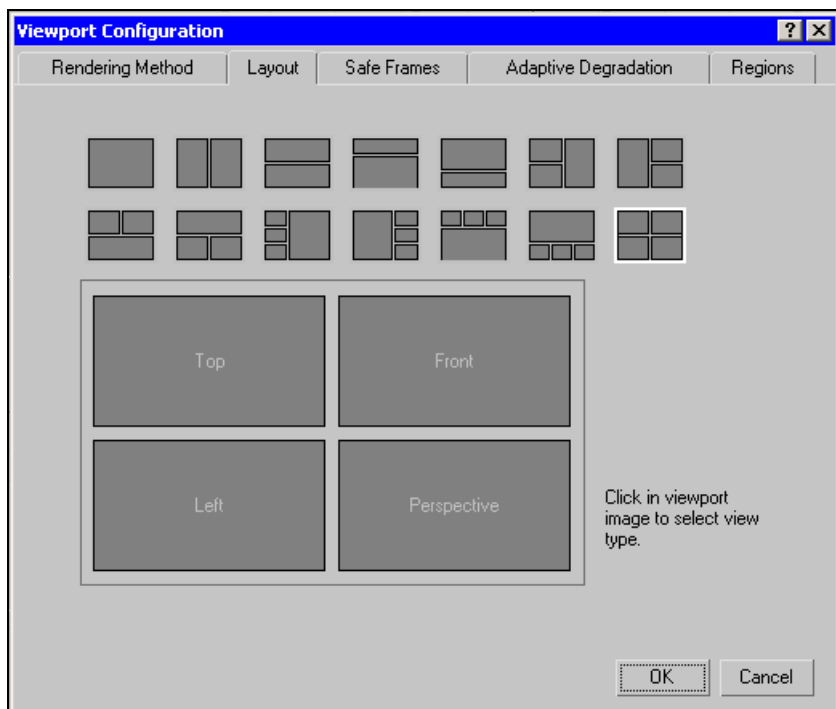 Viewport Configuration
Rendering Method Layout Safe Frames Adaptive Degradation Regions
Top Front
Left Perspective
Click in viewport
image to select view
type.
OK Cancel